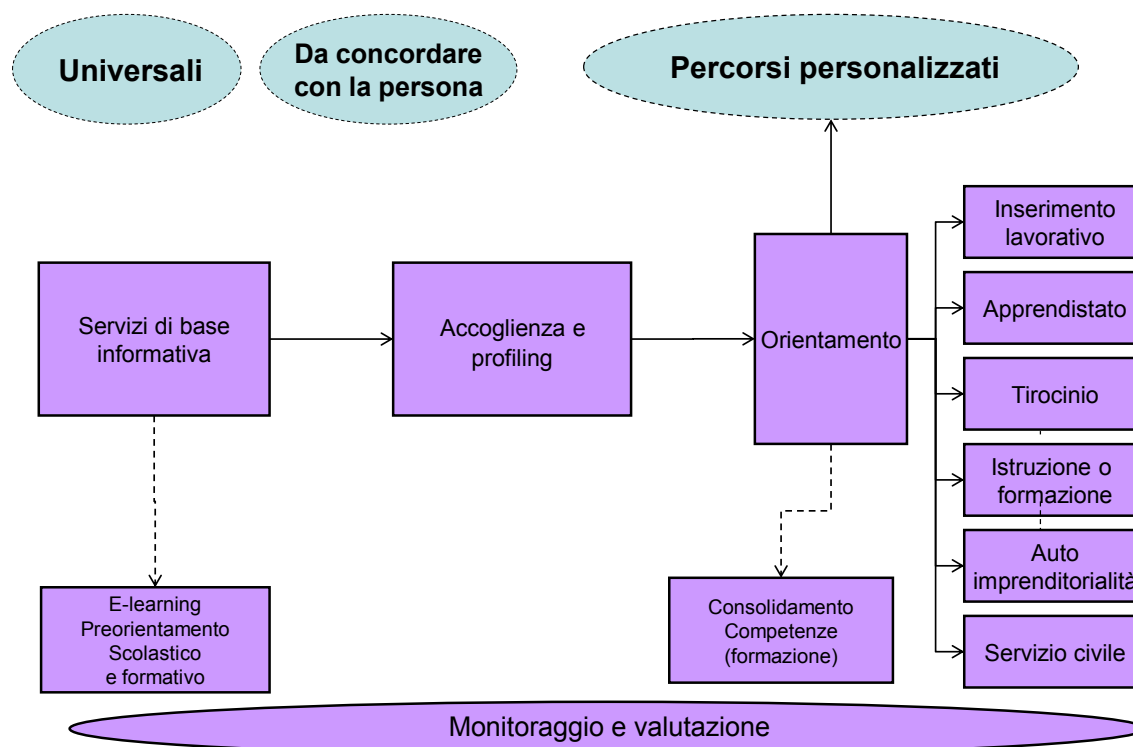 Universali
Da concordare
con la persona
Percorsi personalizzati
Servizi di base
informativa
Accoglienza e
profiling
Orientamento
Inserimento
lavorativo
Apprendistato
Tirocinio
Istruzione o
formazione
Auto
imprenditorialità
Servizio civile
E-learning
Preorientamento
Scolastico
e formativo
Consolidamento
Competenze
(formazione)
Monitoraggio e valutazione